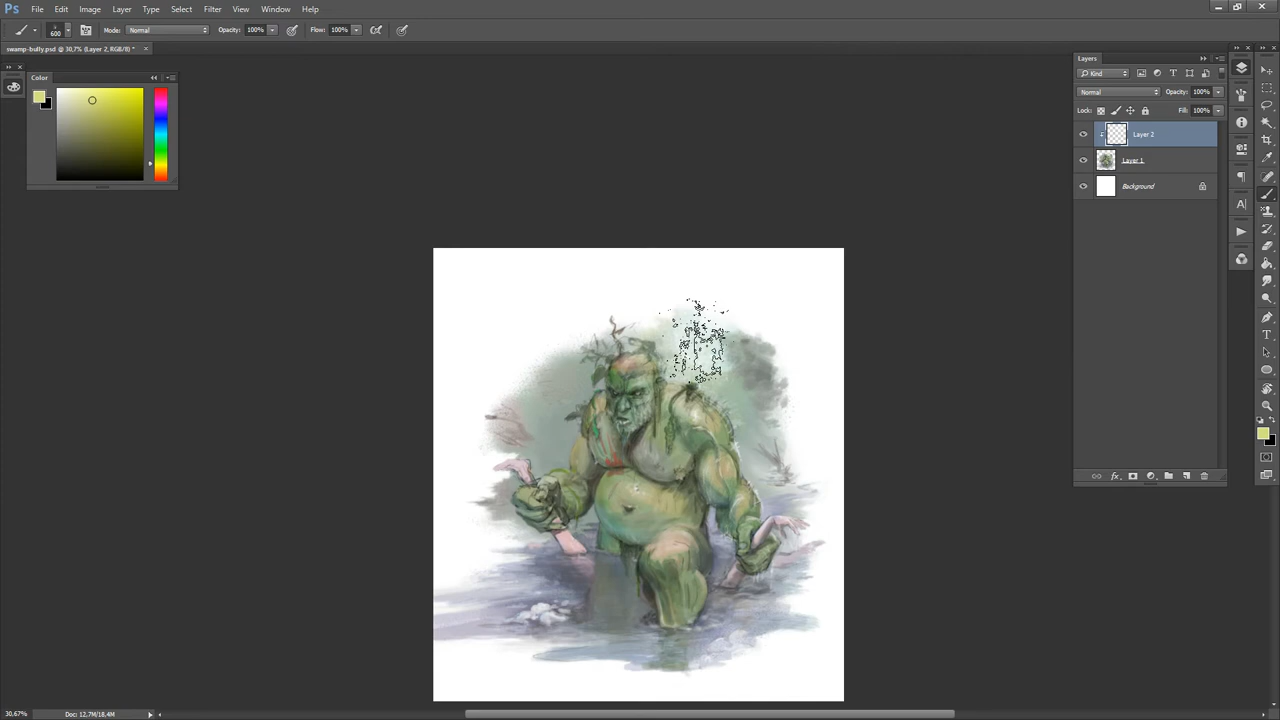 Ps File Edit Image Layer Type Select Filter View Window Help
600 Mode: Normal Opacity: 100% Flow: 100%
swamp-bully.psd @ 30,7% (Layer 2, RGB/8) *
Color
Layers
Kind
Normal Opacity: 100%
Lock: Fill: 100%
Layer 2
Layer 1
Background
fx
30,67% Doc: 12,7M/18,4M